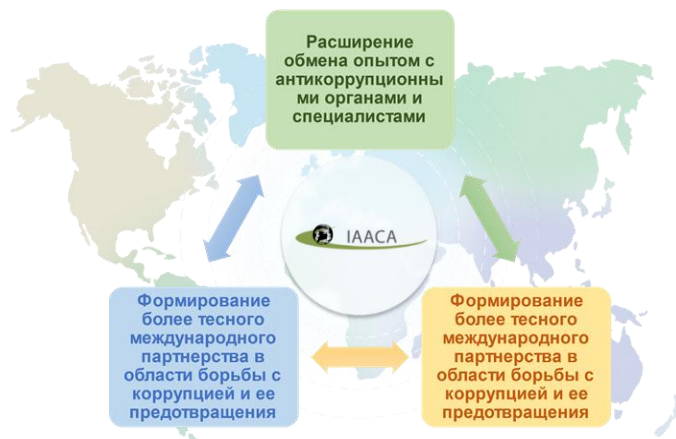 Расширение
обмена опытом с
антикоррупционны
ми органами и
специалистами
IAACA
Формирование
более тесного
международного
партнерства в
области борьбы с
коррупцией и ее
предотвращения
Формирование
более тесного
международного
партнерства в
области борьбы с
коррупцией и ее
предотвращения